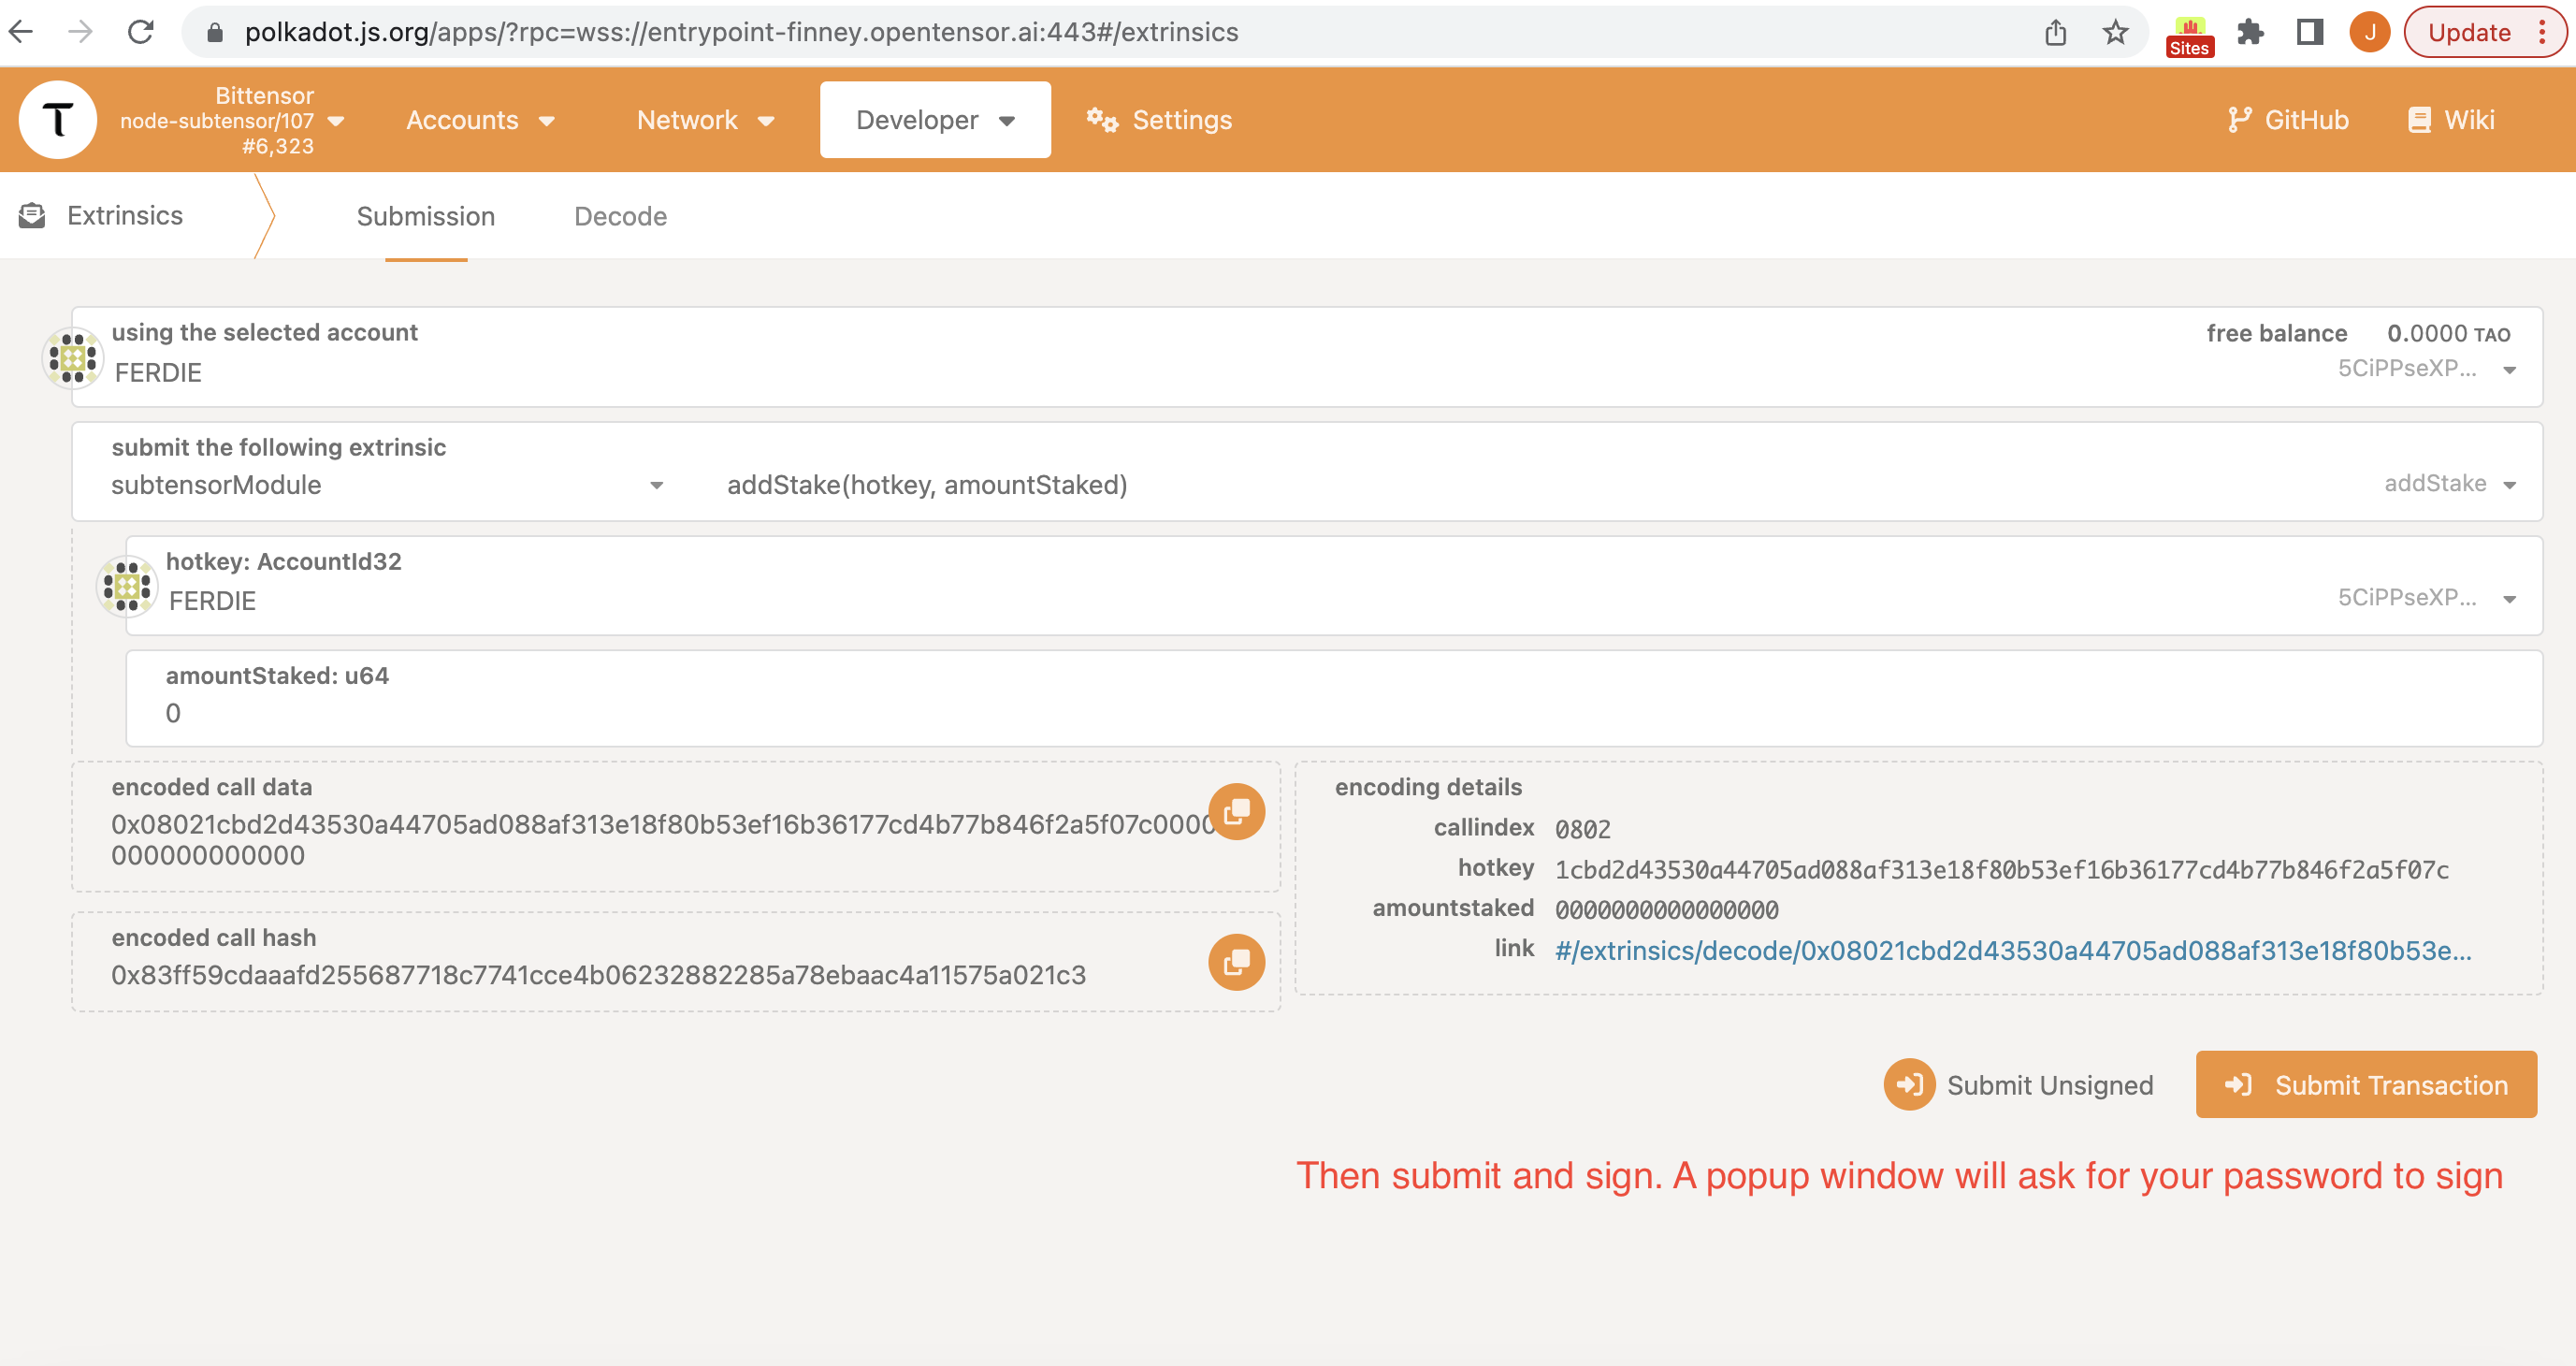 polkadot.js.org/apps/?rpc=wss://entrypoint-finney.opentensor.ai:443#/extrinsics
Sites
J
Update
Bittensor
node-subtensor/107
#6,323
Accounts
Network
Developer
Settings
GitHub
Wiki
Extrinsics
Submission
Decode
using the selected account
FERDIE
free balance 0.0000 TAO
5CiPPseXP...
submit the following extrinsic
subtensorModule
addStake(hotkey, amountStaked)
addStake
hotkey: AccountId32
FERDIE
5CiPPseXP...
amountStaked: u64
0
encoded call data
0x08021cbd2d43530a44705ad088af313e18f80b53ef16b36177cd4b77b846f2a5f07c0000
000000000000
encoded call hash
0x83ff59cdaaafd255687718c7741cce4b06232882285a78ebaac4a11575a021c3
encoding details
callindex 0802
hotkey 1cbd2d43530a44705ad088af313e18f80b53ef16b36177cd4b77b846f2a5f07c
amountstaked 0000000000000000
link #/extrinsics/decode/0x08021cbd2d43530a44705ad088af313e18f80b53e...
Submit Unsigned
Submit Transaction
Then submit and sign. A popup window will ask for your password to sign